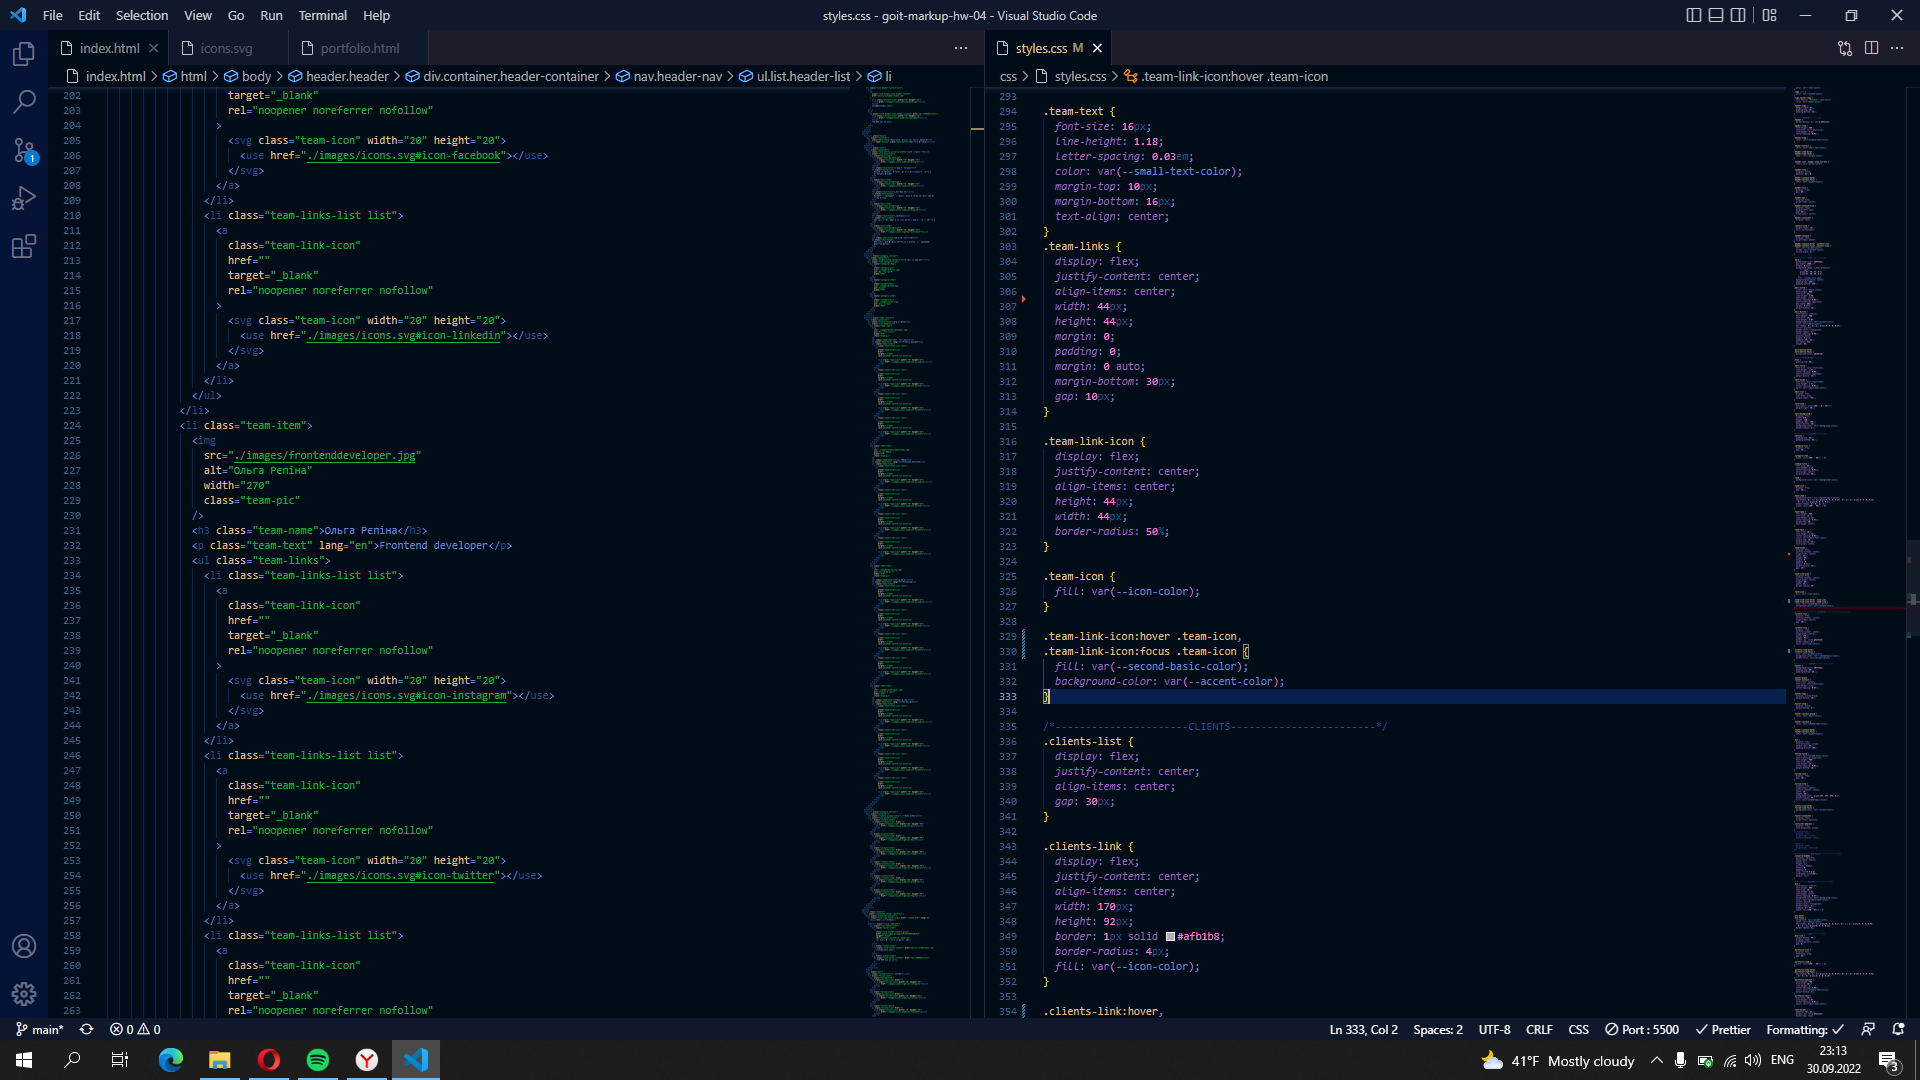 File Edit Selection View Go Run Terminal Help
styles.css - goit-markup-hw-04 - Visual Studio Code
index.html
icons.svg
portfolio.html
index.html > html > body > header.header > div.container.header-container > nav.header-nav > ul.list.header-list > li
202 target="_blank"
203 rel="noopener noreferrer nofollow"
204 >
205 <svg class="team-icon" width="20" height="20">
206 <use href="./images/icons.svg#icon-facebook"></use>
207 </svg>
208 </a>
209 </li>
210 <li class="team-links-list list">
211 <a
212 class="team-link-icon"
213 href=""
214 target="_blank"
215 rel="noopener noreferrer nofollow"
216 >
217 <svg class="team-icon" width="20" height="20">
218 <use href="./images/icons.svg#icon-linkedin"></use>
219 </svg>
220 </a>
221 </li>
222 </ul>
223 </li>
224 <li class="team-item">
225 <img
226 src="./images/frontenddeveloper.jpg"
227 alt="Ольга Рєпіна"
228 width="270"
229 class="team-pic"
230 />
231 <h3 class="team-name">Ольга Рєпіна</h3>
232 <p class="team-text" lang="en">Frontend developer</p>
233 <ul class="team-links">
234 <li class="team-links-list list">
235 <a
236 class="team-link-icon"
237 href=""
238 target="_blank"
239 rel="noopener noreferrer nofollow"
240 >
241 <svg class="team-icon" width="20" height="20">
242 <use href="./images/icons.svg#icon-instagram"></use>
243 </svg>
244 </a>
245 </li>
246 <li class="team-links-list list">
247 <a
248 class="team-link-icon"
249 href=""
250 target="_blank"
251 rel="noopener noreferrer nofollow"
252 >
253 <svg class="team-icon" width="20" height="20">
254 <use href="./images/icons.svg#icon-twitter"></use>
255 </svg>
256 </a>
257 </li>
258 <li class="team-links-list list">
259 <a
260 class="team-link-icon"
261 href=""
262 target="_blank"
263 rel="noopener noreferrer nofollow"
styles.css M
css > styles.css > .team-link-icon:hover .team-icon
293
294 .team-text {
295 font-size: 16px;
296 line-height: 1.18;
297 letter-spacing: 0.03em;
298 color: var(--small-text-color);
299 margin-top: 10px;
300 margin-bottom: 16px;
301 text-align: center;
302 }
303 .team-links {
304 display: flex;
305 justify-content: center;
306 align-items: center;
307 width: 44px;
308 height: 44px;
309 margin: 0;
310 padding: 0;
311 margin: 0 auto;
312 margin-bottom: 30px;
313 gap: 10px;
314 }
315
316 .team-link-icon {
317 display: flex;
318 justify-content: center;
319 align-items: center;
320 height: 44px;
321 width: 44px;
322 border-radius: 50%;
323 }
324
325 .team-icon {
326 fill: var(--icon-color);
327 }
328
329 .team-link-icon:hover .team-icon,
330 .team-link-icon:focus .team-icon {
331 fill: var(--second-basic-color);
332 background-color: var(--accent-color);
333 }
334
335 /*----------------------CLIENTS------------------------*/
336 .clients-list {
337 display: flex;
338 justify-content: center;
339 align-items: center;
340 gap: 30px;
341 }
342
343 .clients-link {
344 display: flex;
345 justify-content: center;
346 align-items: center;
347 width: 170px;
348 height: 92px;
349 border: 1px solid #afb1b8;
350 border-radius: 4px;
351 fill: var(--icon-color);
352 }
353
354 .clients-link:hover,
1
main* 0 0
Ln 333, Col 2 Spaces: 2 UTF-8 CRLF CSS Port : 5500 Prettier Formatting:
41°F Mostly cloudy ENG
23:13
30.09.2022
3